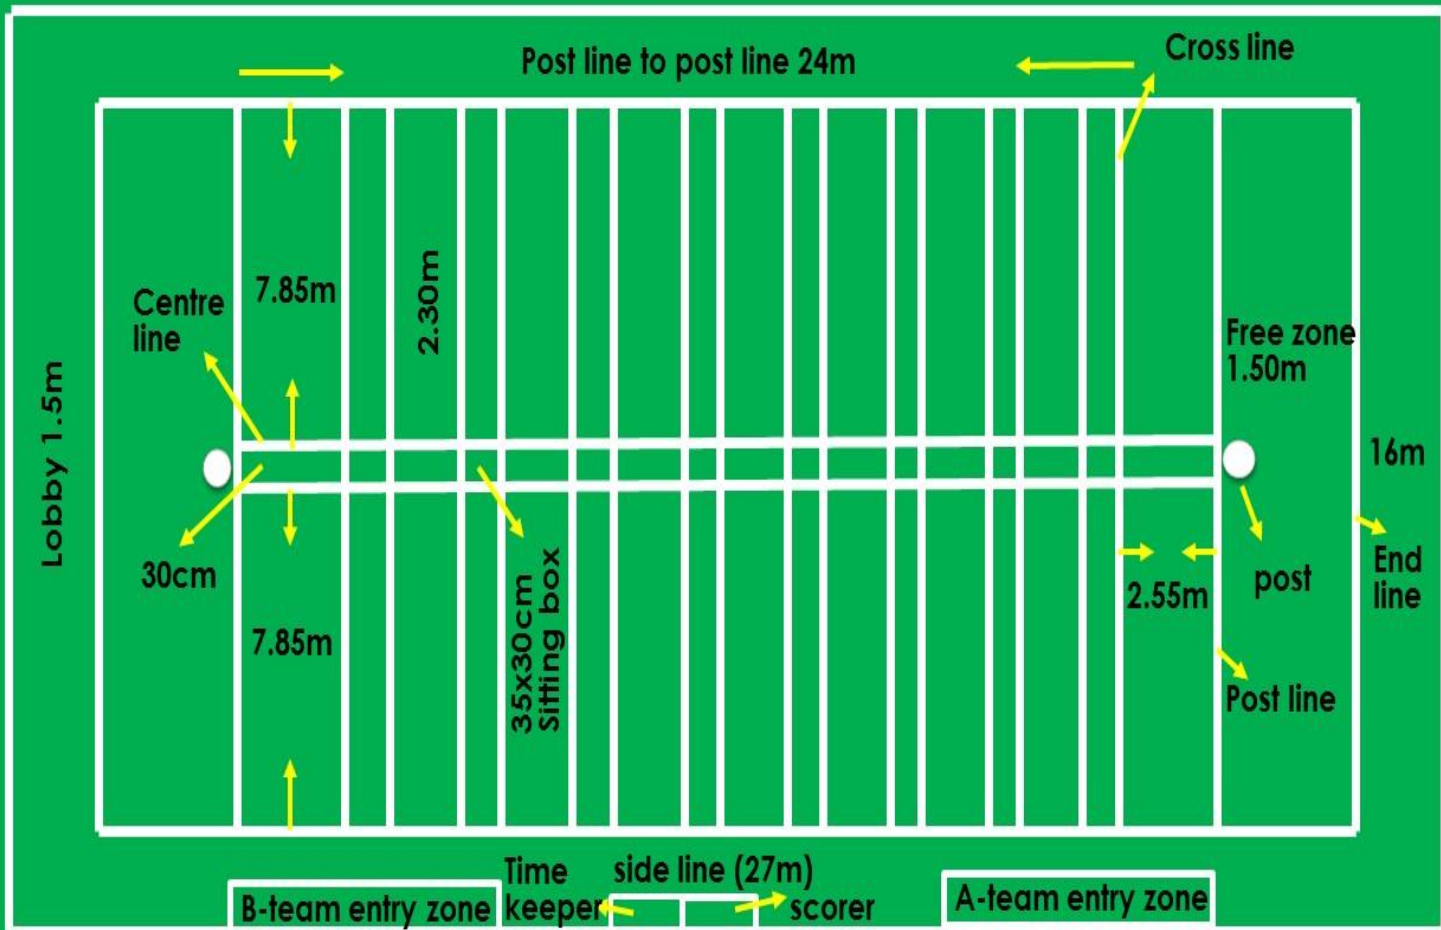 Post line to post line 24m
Cross line
7.85m
2.30m
Centre
line
Free zone
1.50m
Lobby 1.5m
16m
30cm
35x30cm
Sitting box
2.55m
post
End
line
7.85m
Post line
Time
keeper
side line (27m)
scorer
B-team entry zone
A-team entry zone